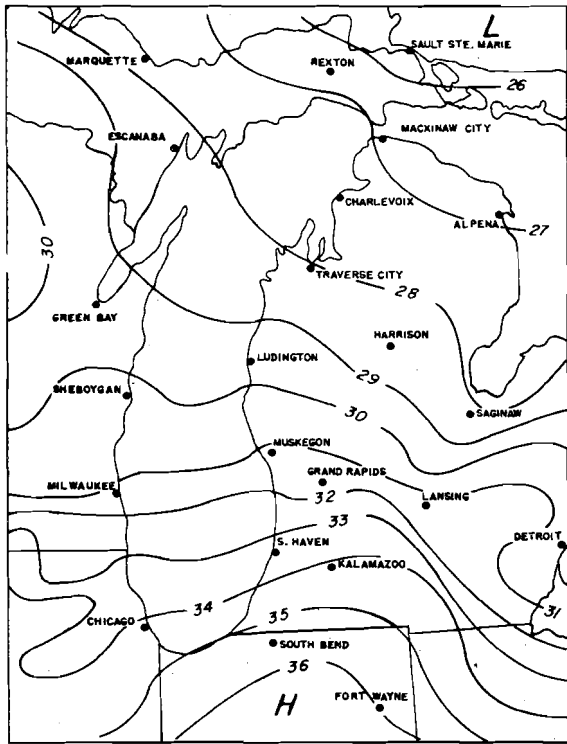 L
SAULT STE. MARIE
MARQUETTE
REXTON
26
MACKINAW CITY
ESCANABA
CHARLEVOIX
ALPENA
27
30
TRAVERSE CITY
28
GREEN BAY
HARRISON
LUDINGTON
29
SHEBOYGAN
30
SAGINAW
MUSKEGON
GRAND RAPIDS
MILWAUKEE
32
LANSING
33
DETROIT
S. HAVEN
KALAMAZOO
34
31
35
CHICAGO
SOUTH BEND
36
H
FORT WAYNE